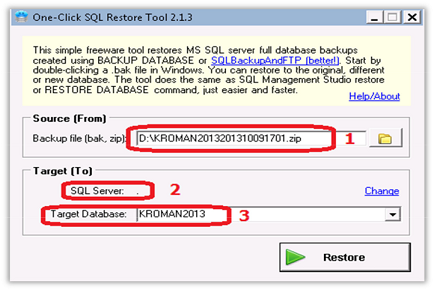 One-Click SQL Restore Tool 2.1.3
This simple freeware tool restores MS SQL server full database backups
created using BACKUP DATABASE or SQLBackupAndFTP (better!). Start by
double-clicking a .bak file in Windows. You can restore to the original, different
or new database. The tool does the same as SQL Management Studio restore
or RESTORE DATABASE command, just easier and faster.
Help/About
Source (From)
Backup file (bak, zip): D:\KROMAN2013201310091701.zip 1
Target (To)
SQL Server: . 2 Change
Target Database: KROMAN2013 3
Restore